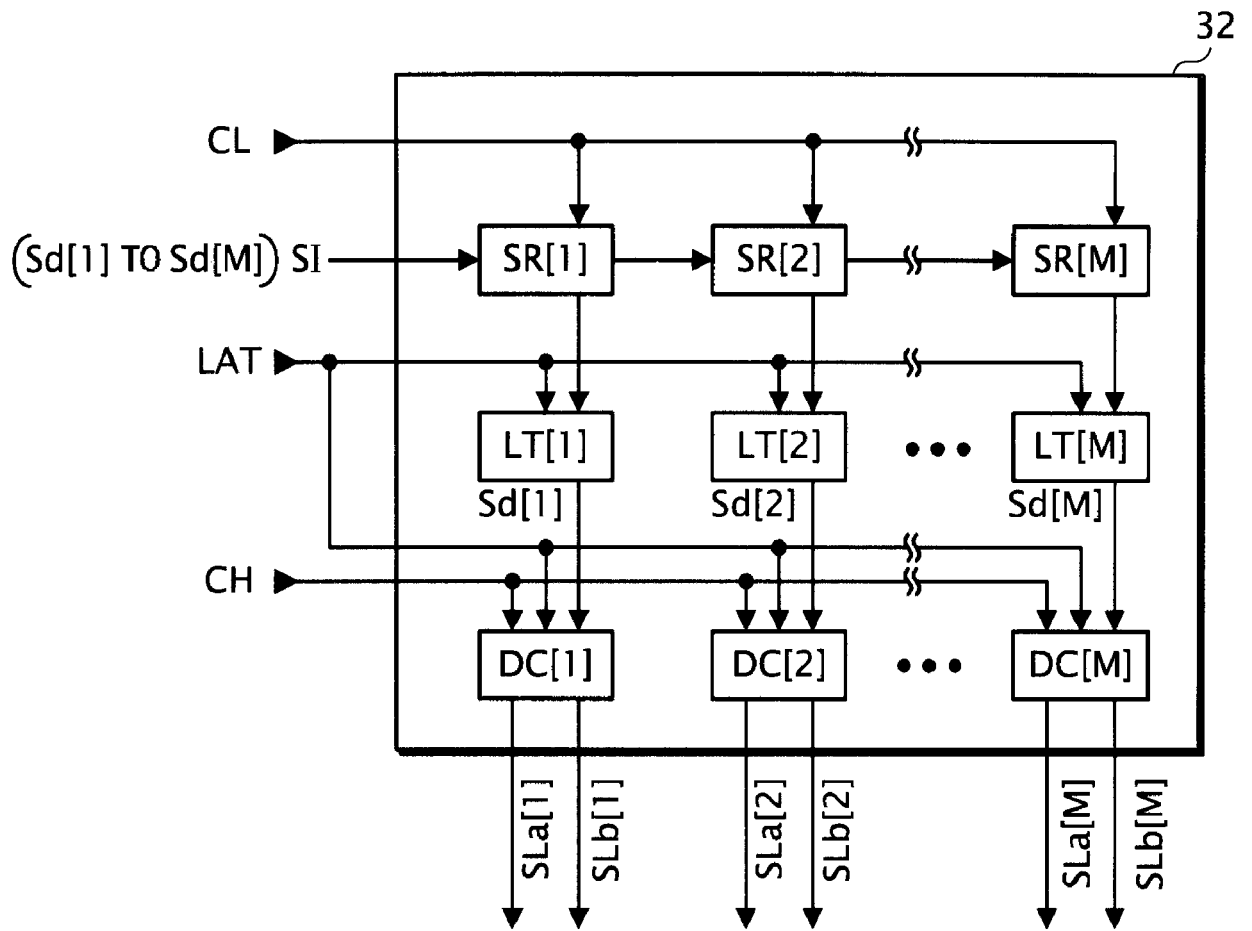 32
CL
(Sd[1] TO Sd[M]) SI
SR[1]
SR[2]
SR[M]
LAT
LT[1]
LT[2]
•••
LT[M]
Sd[1]
Sd[2]
Sd[M]
CH
DC[1]
DC[2]
•••
DC[M]
SLa[1]
SLb[1]
SLa[2]
SLb[2]
SLa[M]
SLb[M]